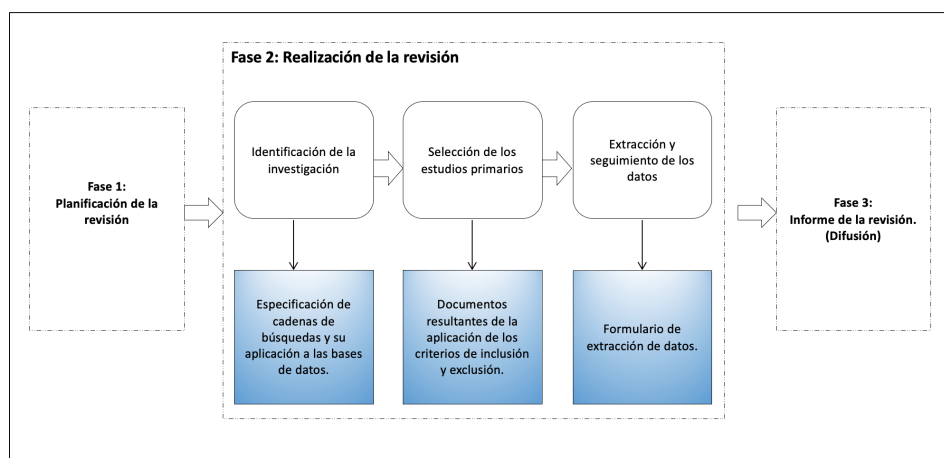 Fase 2: Realización de la revisión
Fase 1:
Planificación de la
revisión
Identificación de la
investigación
Selección de los
estudios primarios
Extracción y
seguimiento de los
datos
Especificación de
cadenas de
búsquedas y su
aplicación a las bases
de datos.
Documentos
resultantes de la
aplicación de los
criterios de inclusión
y exclusión.
Formulario de
extracción de datos.
Fase 3:
Informe de la revisión.
(Difusión)